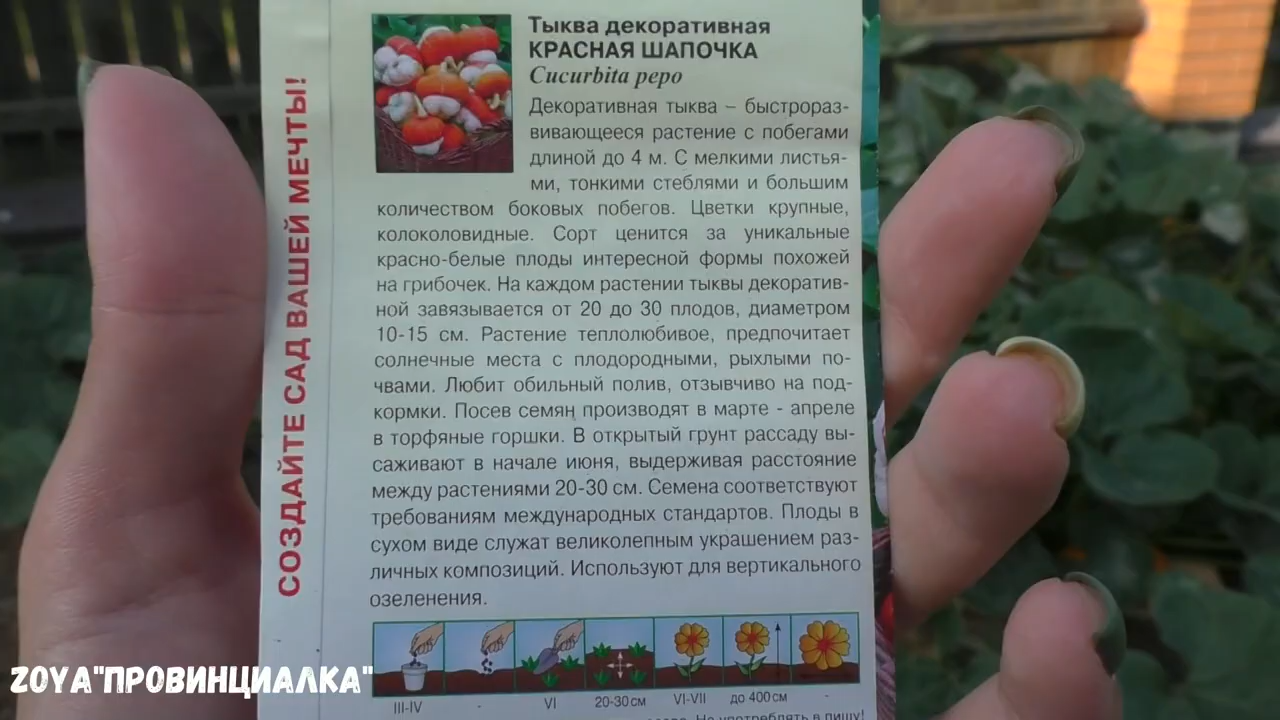 СОЗДАЙТЕ САД ВАШЕЙ МЕЧТЫ!
Тыква декоративная
КРАСНАЯ ШАПОЧКА
Cucurbita pepo
Декоративная тыква – быстрораз-
вивающееся растение с побегами
длиной до 4 м. С мелкими листья-
ми, тонкими стеблями и большим
количеством боковых побегов. Цветки крупные,
колоколовидные. Сорт ценится за уникальные
красно-белые плоды интересной формы похожей
на грибочек. На каждом растении тыквы декоратив-
ной завязывается от 20 до 30 плодов, диаметром
10-15 см. Растение теплолюбивое, предпочитает
солнечные места с плодородными, рыхлыми по-
чвами. Любит обильный полив, отзывчиво на под-
кормки. Посев семян производят в марте - апреле
в торфяные горшки. В открытый грунт рассаду вы-
саживают в начале июня, выдерживая расстояние
между растениями 20-30 см. Семена соответствуют
требованиям международных стандартов. Плоды в
сухом виде служат великолепным украшением раз-
личных композиций. Используют для вертикального
озеленения.
III-IV - VI 20-30 см VI-VII до 400 см -
Не употреблять в пищу!
ZOYA"ПРОВИНЦИАЛКА"